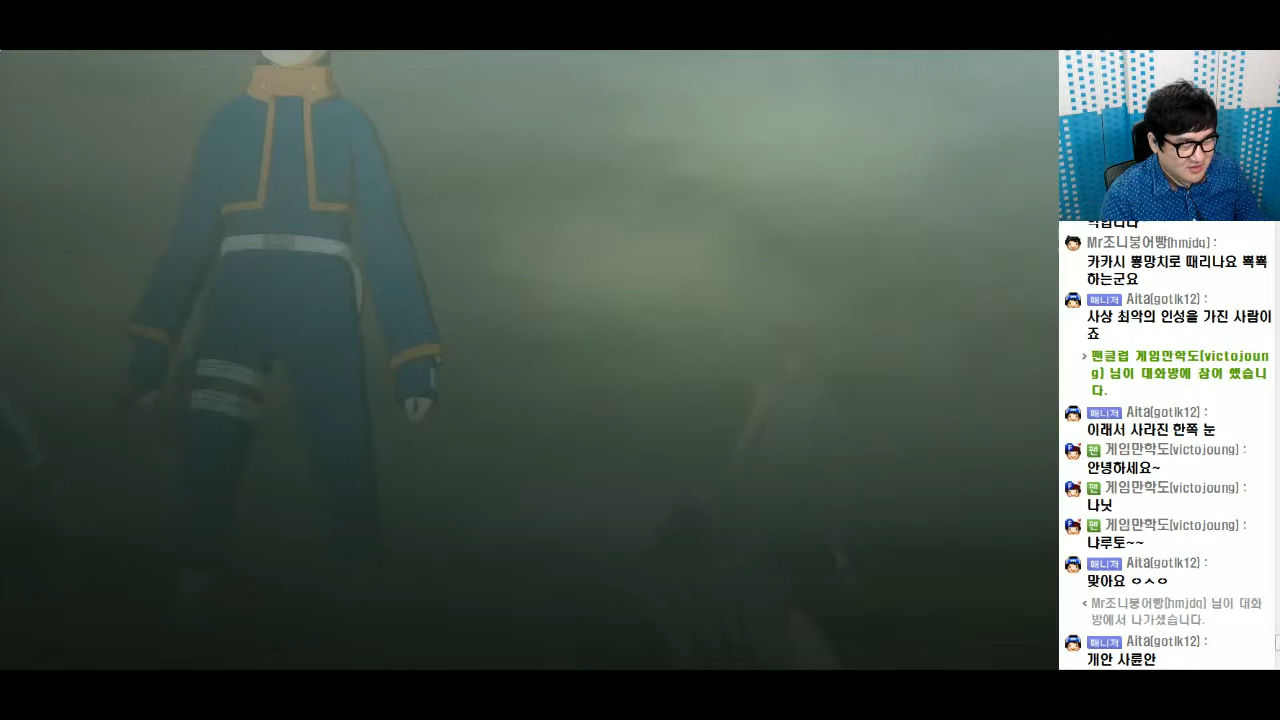 Mr조니붕어빵(hmjdq) :
카카시 뿅망치로 때리나요 뽁뽁
하는군요
매니저 Aita(gotlk12) :
사상 최악의 인성을 가진 사람이
죠
> 팬클럽 게임만학도(victojoun
g) 님이 대화방에 참여 했습니
다.
매니저 Aita(gotlk12) :
이래서 사라진 한쪽 눈
팬 게임만학도(victojoung) :
안녕하세요~
팬 게임만학도(victojoung) :
나닛
팬 게임만학도(victojoung) :
냐루토~~
매니저 Aita(gotlk12) :
맞아요 ㅇㅅㅇ
< Mr조니붕어빵(hmjdq) 님이 대화
방에서 나가셨습니다.
매니저 Aita(gotlk12) :
개안 사륜안